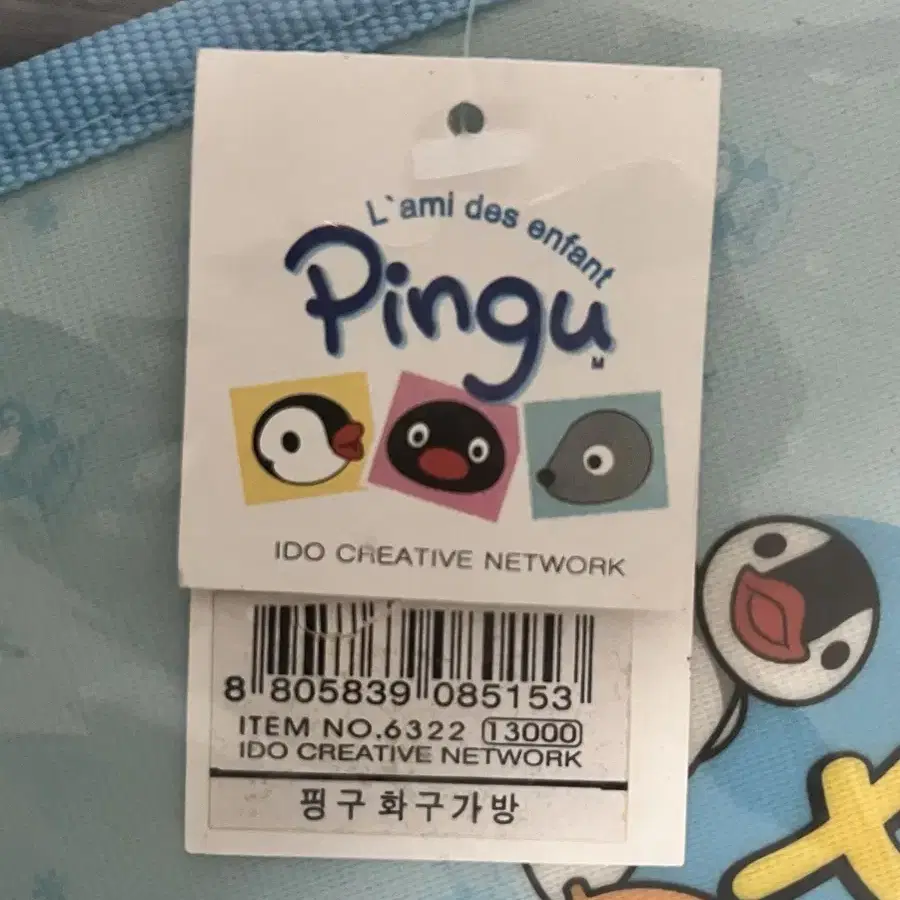 L`ami des enfant
Pingu
M
IDO CREATIVE NETWORK
8 805839 085153
ITEM NO.6322 13000
IDO CREATIVE NETWORK
핑구화구가방